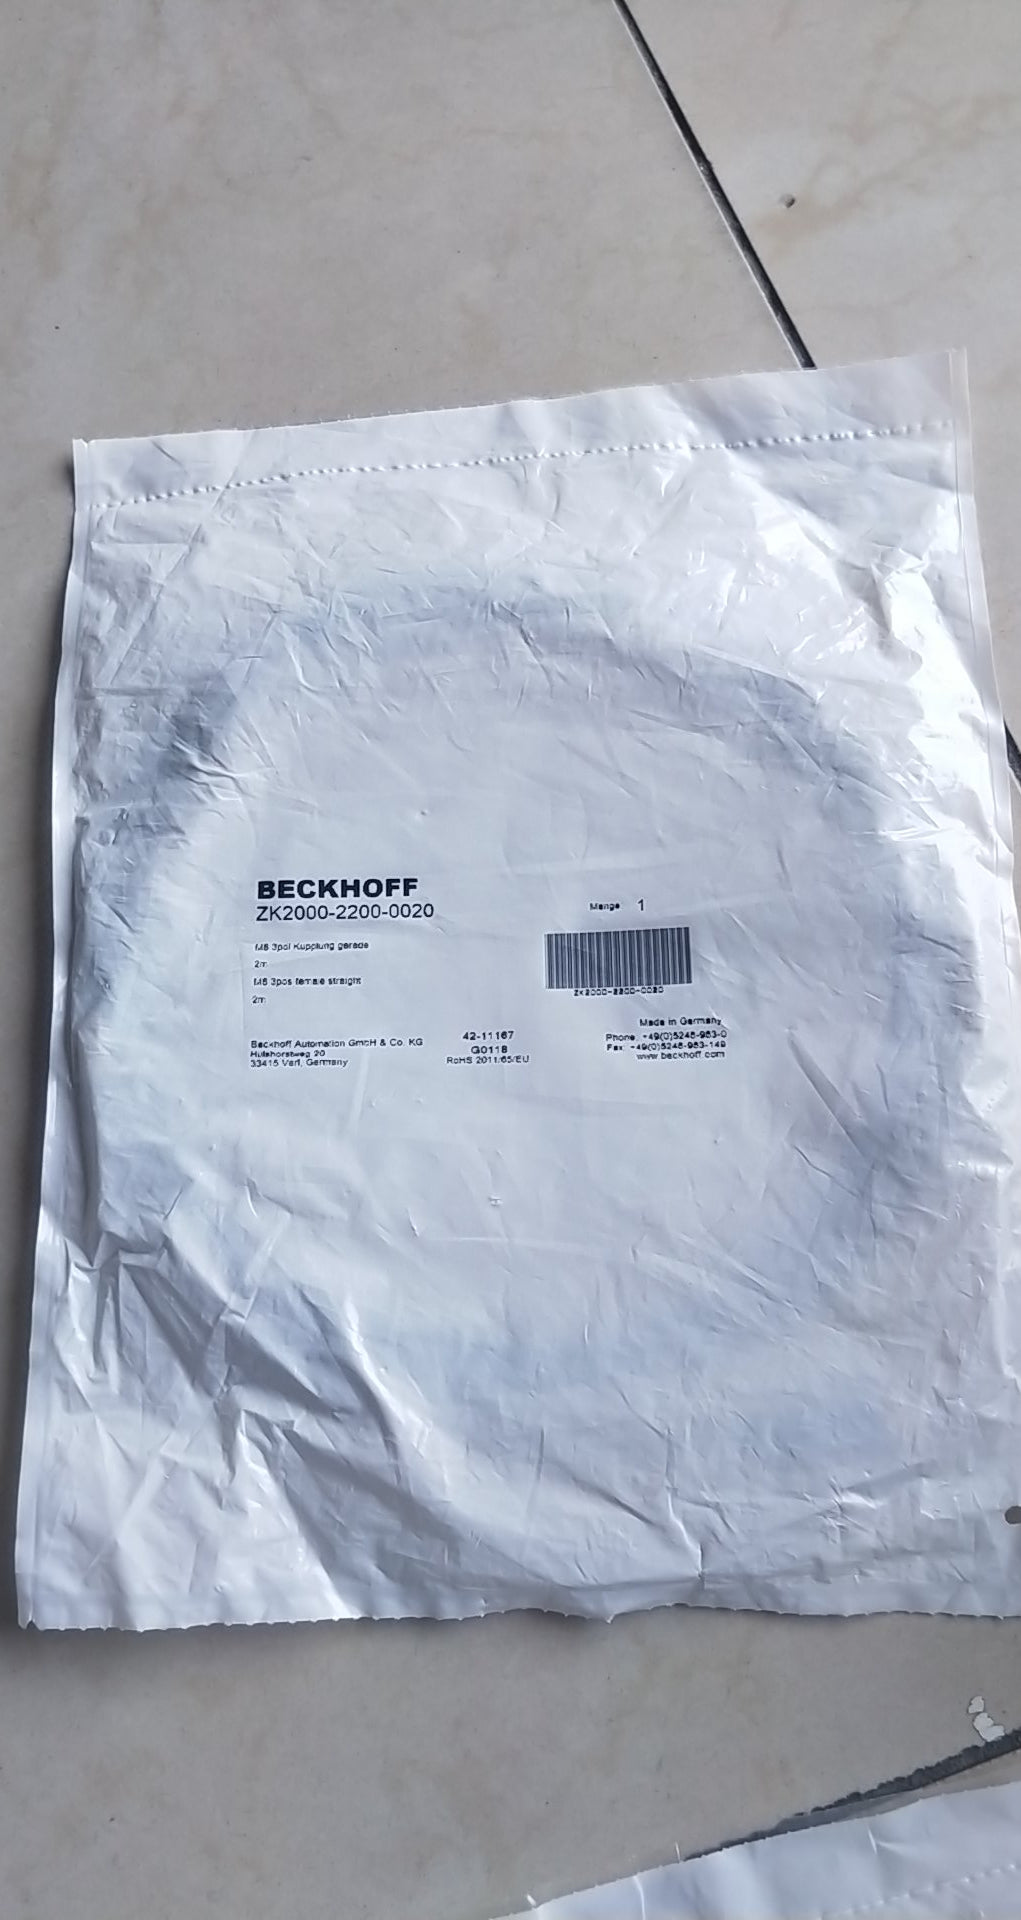 BECKHOFF
ZK2000-2200-0020
Menge 1
M8 3pol Kupplung gerade
2m
M8 3pos female straight
2m
ZK2000-2200-0020
Beckhoff Automation GmbH & Co. KG
Hülshorstweg 20
33415 Verl, Germany
42-11167
G0118
RoHS 2011/65/EU
Made in Germany
Phone: +49(0)5246-963-0
Fax: +49(0)5246-963-149
www.beckhoff.com